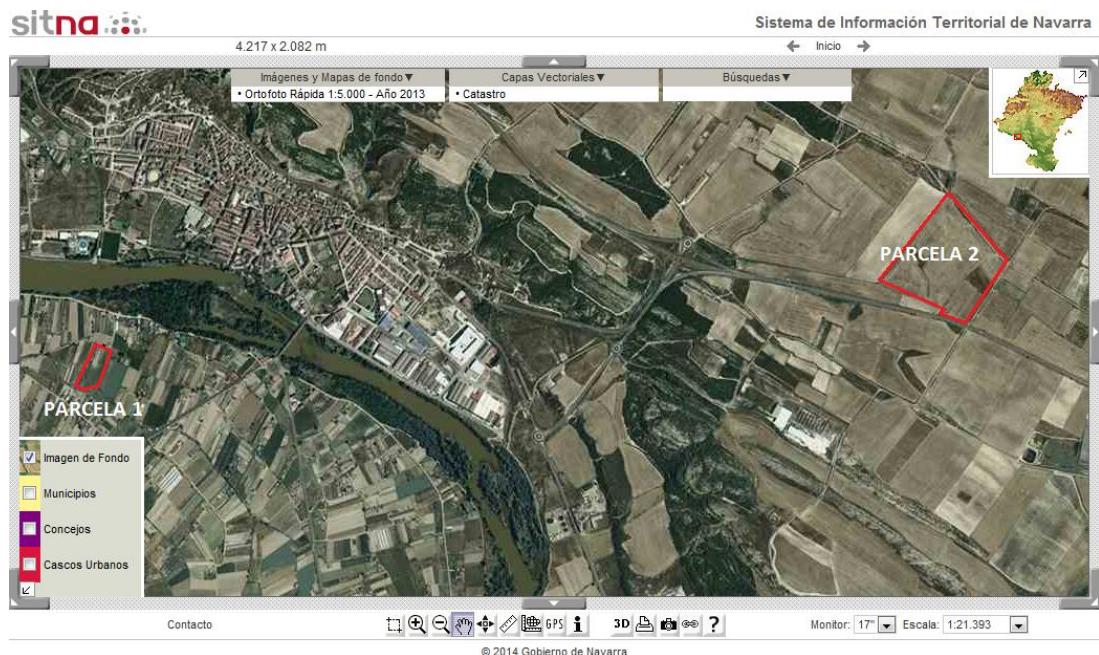 sitna
Sistema de Información Territorial de Navarra
4.217 x 2.082 m
Inicio
Imágenes y Mapas de fondo▼
Capas Vectoriales▼
Búsquedas▼
• Ortofoto Rápida 1:5.000 - Año 2013
• Catastro
PARCELA 2
PARCELA 1
Imagen de Fondo
Municipios
Concejos
Cascos Urbanos
Contacto
GPS
i
3D
?
Monitor: 17" Escala: 1:21.393
© 2014 Gobierno de Navarra